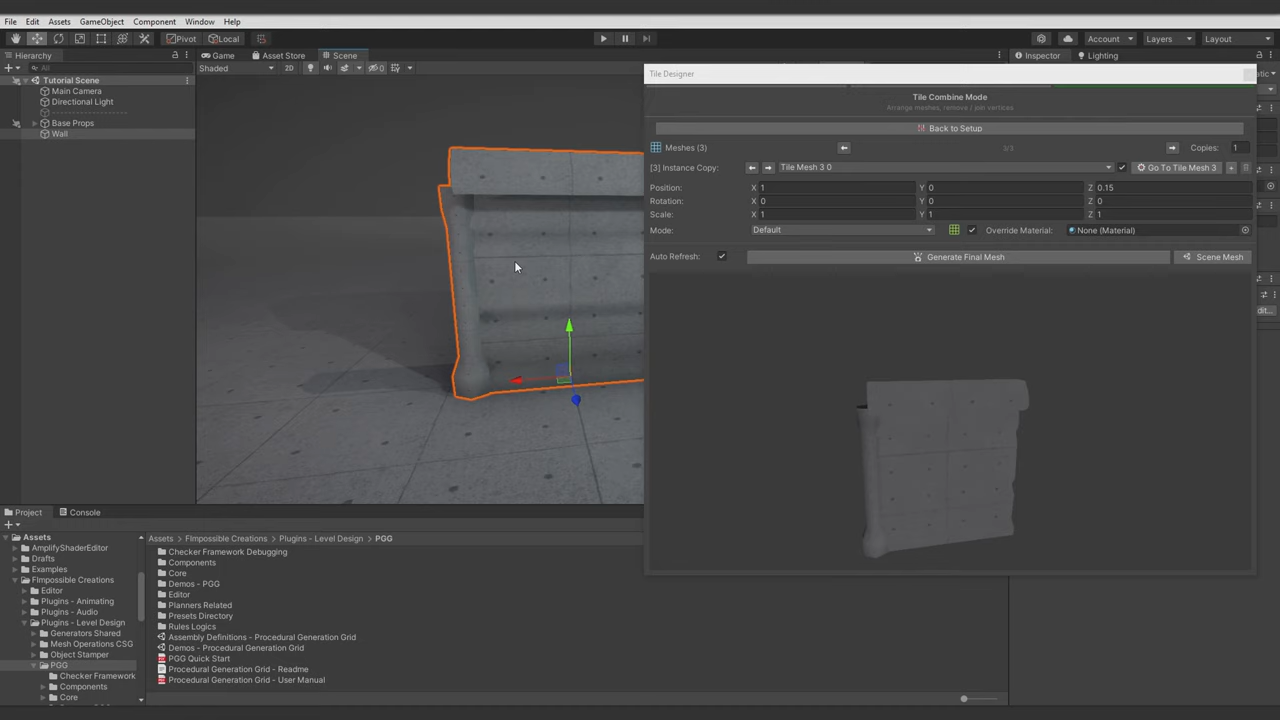 File Edit Assets GameObject Component Window Help
Pivot Local Account Layers Layout
Hierarchy Game Asset Store Scene Inspector Lighting
All Shaded 2D 0
Tile Designer
Tutorial Scene
Main Camera
Directional Light
Base Props
Wall
Tile Combine Mode
Arrange meshes, remove / join vertices
Back to Setup
Meshes (3) 3/3 Copies: 1
[3] Instance Copy: Tile Mesh 3 0 Go To Tile Mesh 3 +
Position: X 1 Y 0 Z 0.15
Rotation: X 0 Y 0 Z 0
Scale: X 1 Y 1 Z 1
Mode: Default Override Material: None (Material)
Auto Refresh: Generate Final Mesh Scene Mesh
dit...
Project Console
Assets
AmplifyShaderEditor
Drafts
Examples
FImpossible Creations
Editor
Plugins - Animating
Plugins - Audio
Plugins - Level Design
Generators Shared
Mesh Operations CSG
Object Stamper
PGG
Checker Framework
Components
Core
Assets FImpossible Creations Plugins - Level Design PGG
Checker Framework Debugging
Components
Core
Demos - PGG
Editor
Planners Related
Presets Directory
Rules Logics
Assembly Definitions - Procedural Generation Grid
Demos - Procedural Generation Grid
PGG Quick Start
Procedural Generation Grid - Readme
Procedural Generation Grid - User Manual